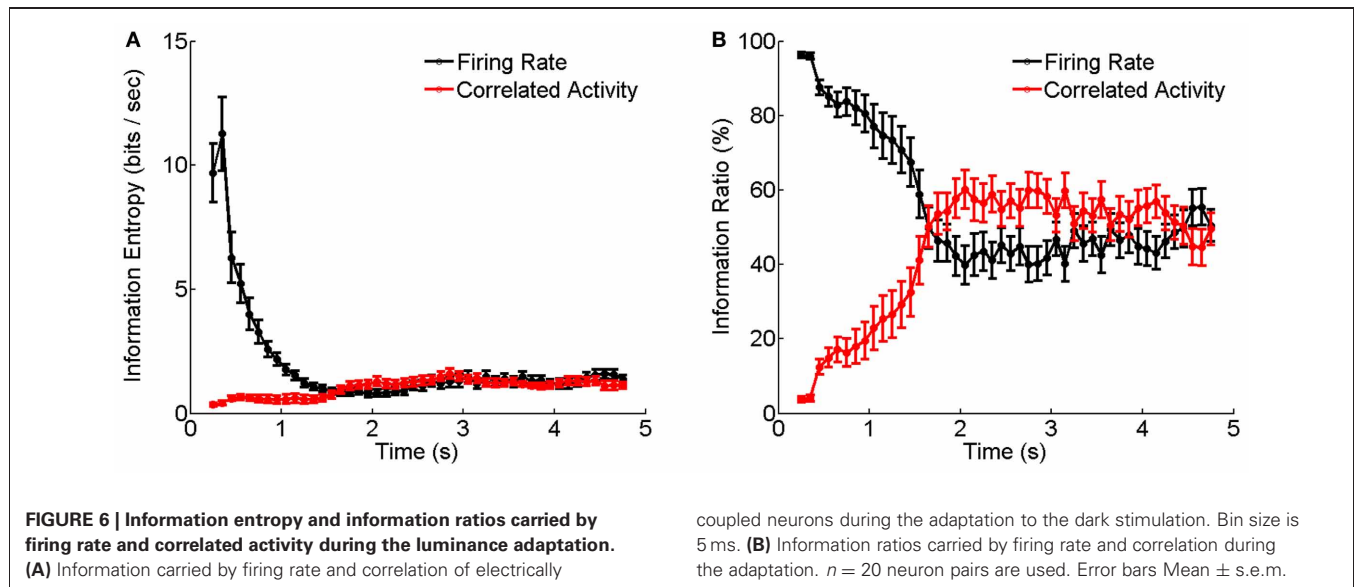 A
15
10
5
0
Information Entropy (bits / sec)
Firing Rate
Correlated Activity
0 1 2 3 4 5
Time (s)
B
100
80
60
40
20
0
Information Ratio (%)
Firing Rate
Correlated Activity
0 1 2 3 4 5
Time (s)
FIGURE 6 | Information entropy and information ratios carried by
firing rate and correlated activity during the luminance adaptation.
(A) Information carried by firing rate and correlation of electrically
coupled neurons during the adaptation to the dark stimulation. Bin size is
5 ms. (B) Information ratios carried by firing rate and correlation during
the adaptation. n = 20 neuron pairs are used. Error bars Mean ± s.e.m.